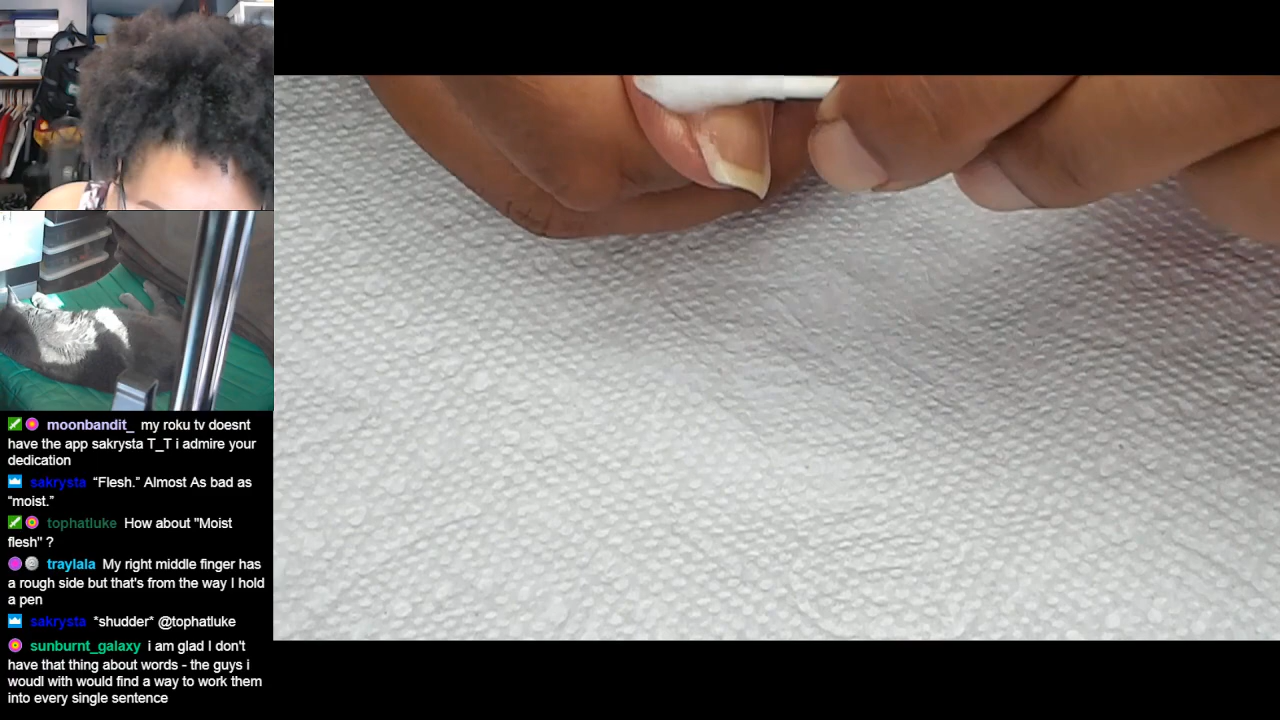 moonbandit_ my roku tv doesnt
have the app sakrysta T_T i admire your
dedication
sakrysta “Flesh.” Almost As bad as
“moist.”
tophatluke How about "Moist
flesh" ?
traylala My right middle finger has
a rough side but that's from the way I hold
a pen
sakrysta *shudder* @tophatluke
sunburnt_galaxy i am glad I don't
have that thing about words - the guys i
woudl with would find a way to work them
into every single sentence